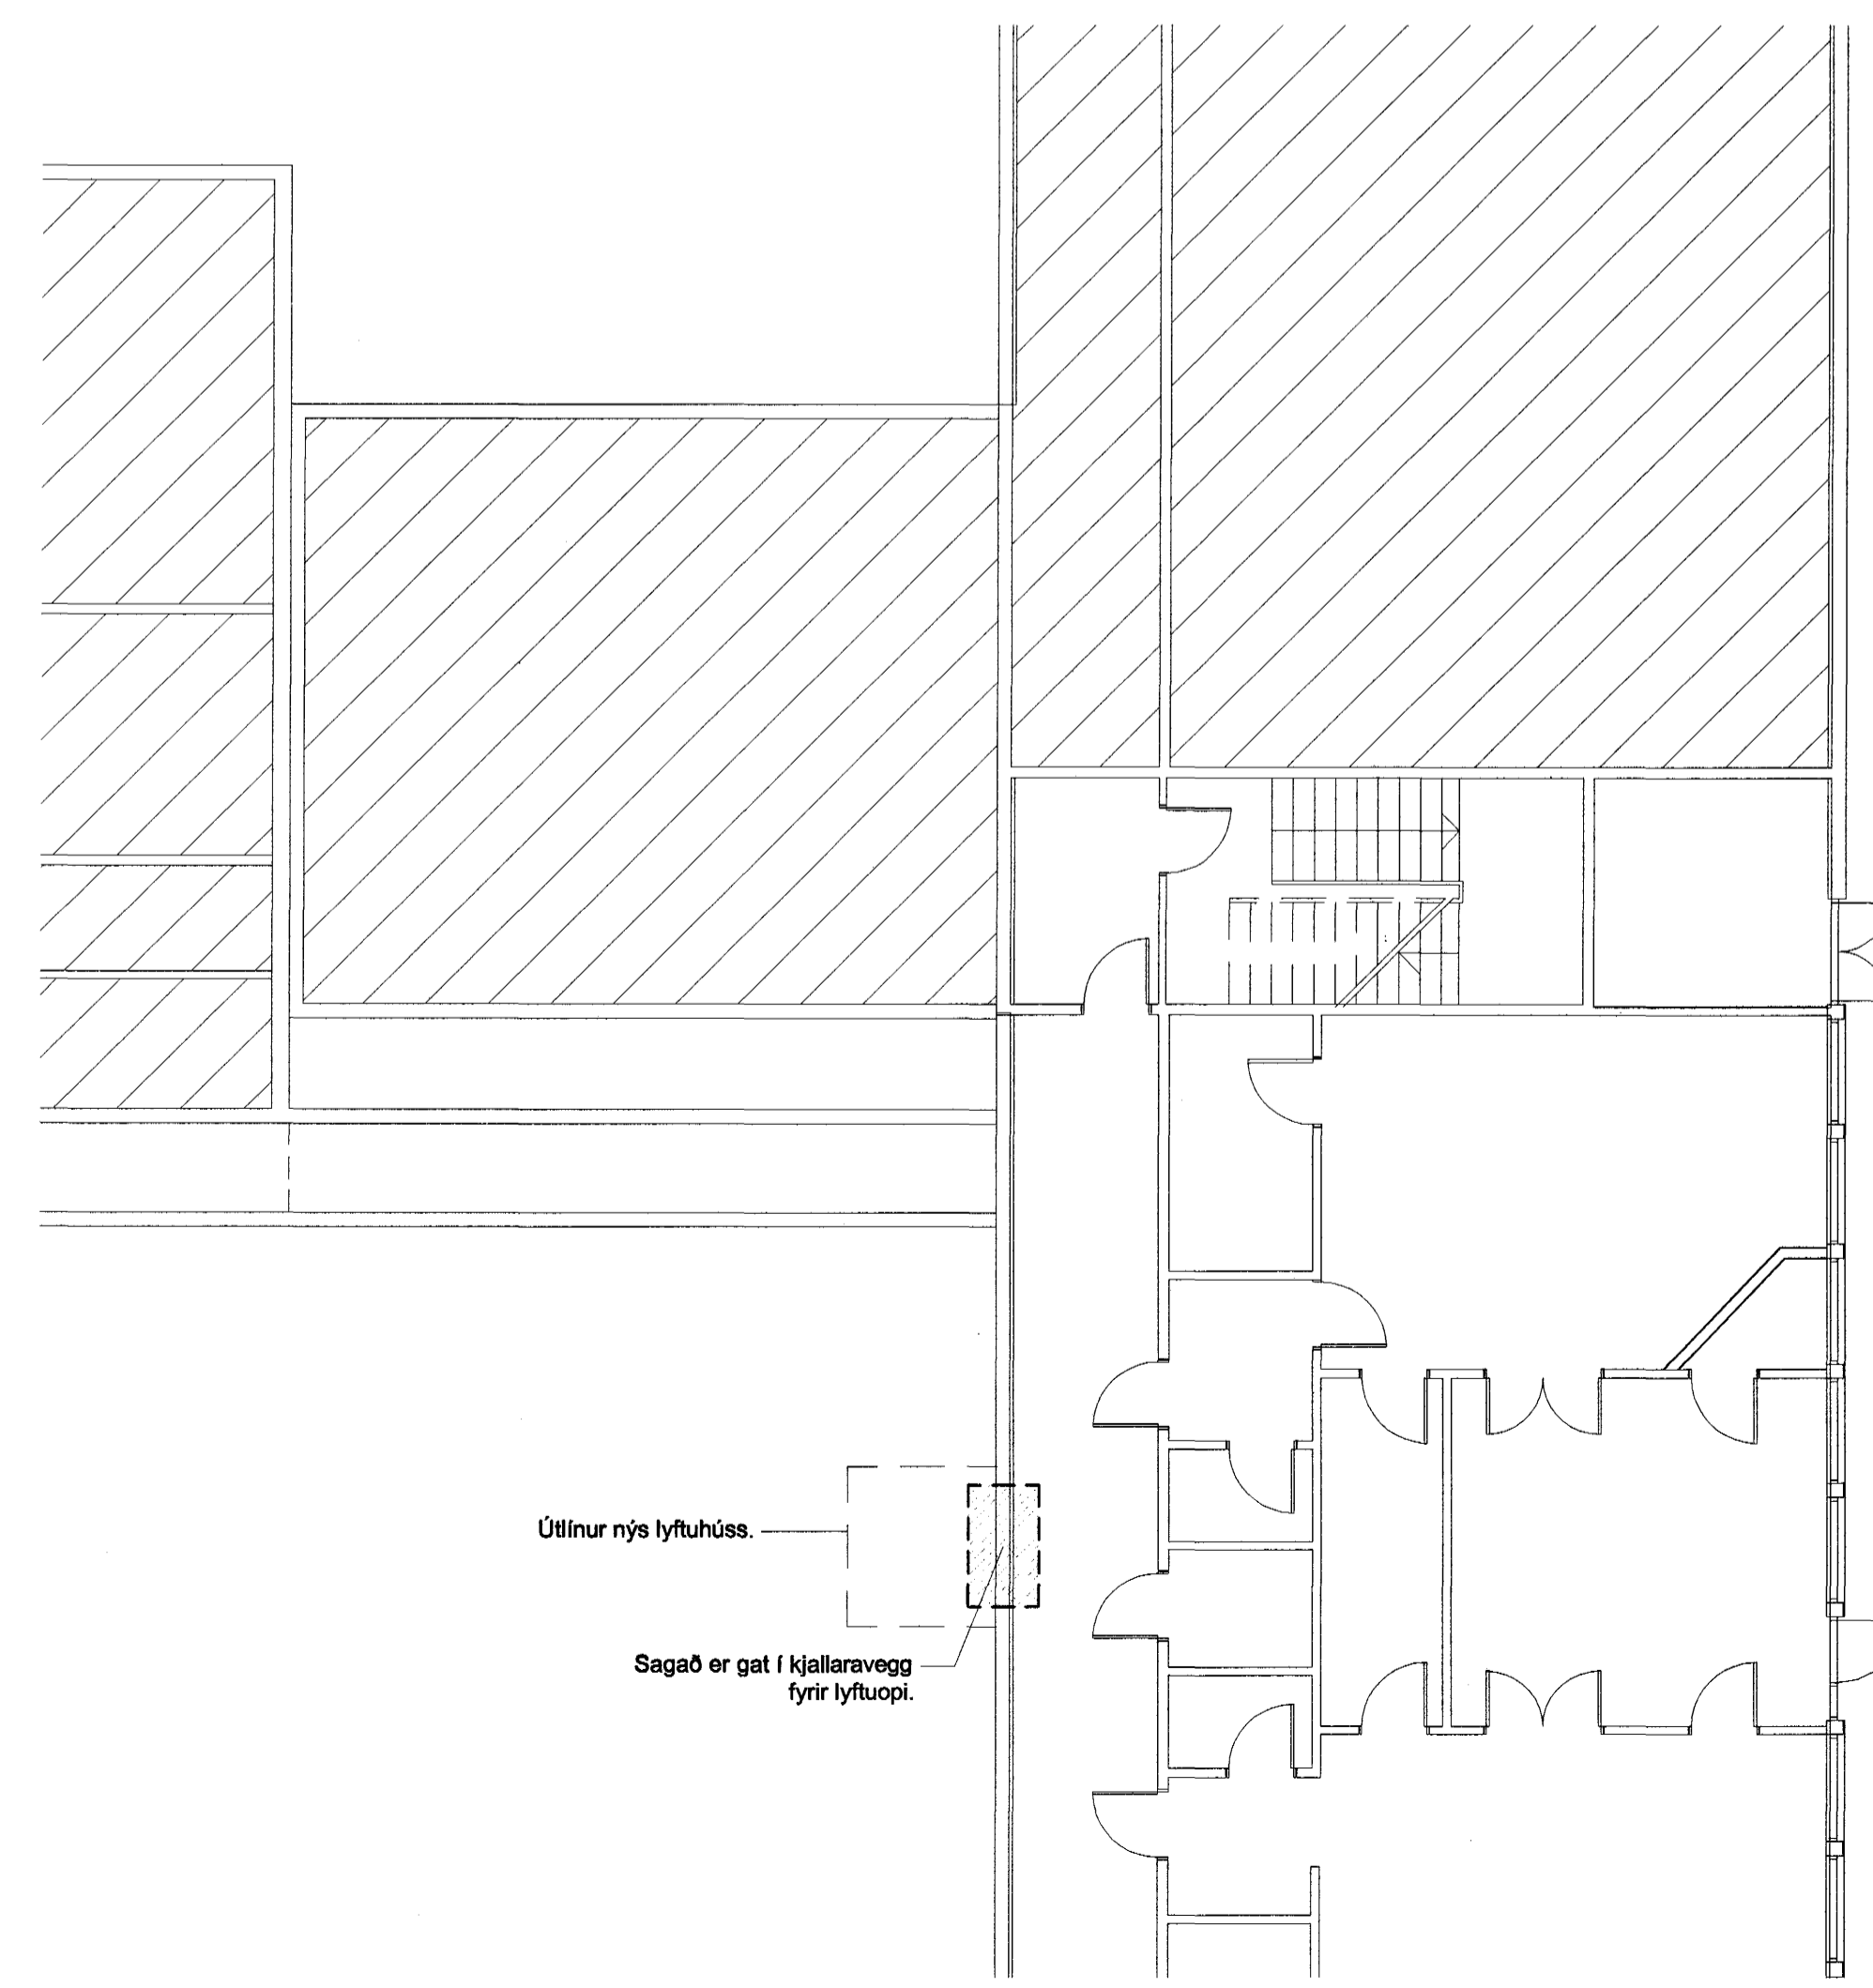 Útlínur nýs lyftuhúss.
Sagað er gat í kjallaravegg
fyrir lyftuopi.